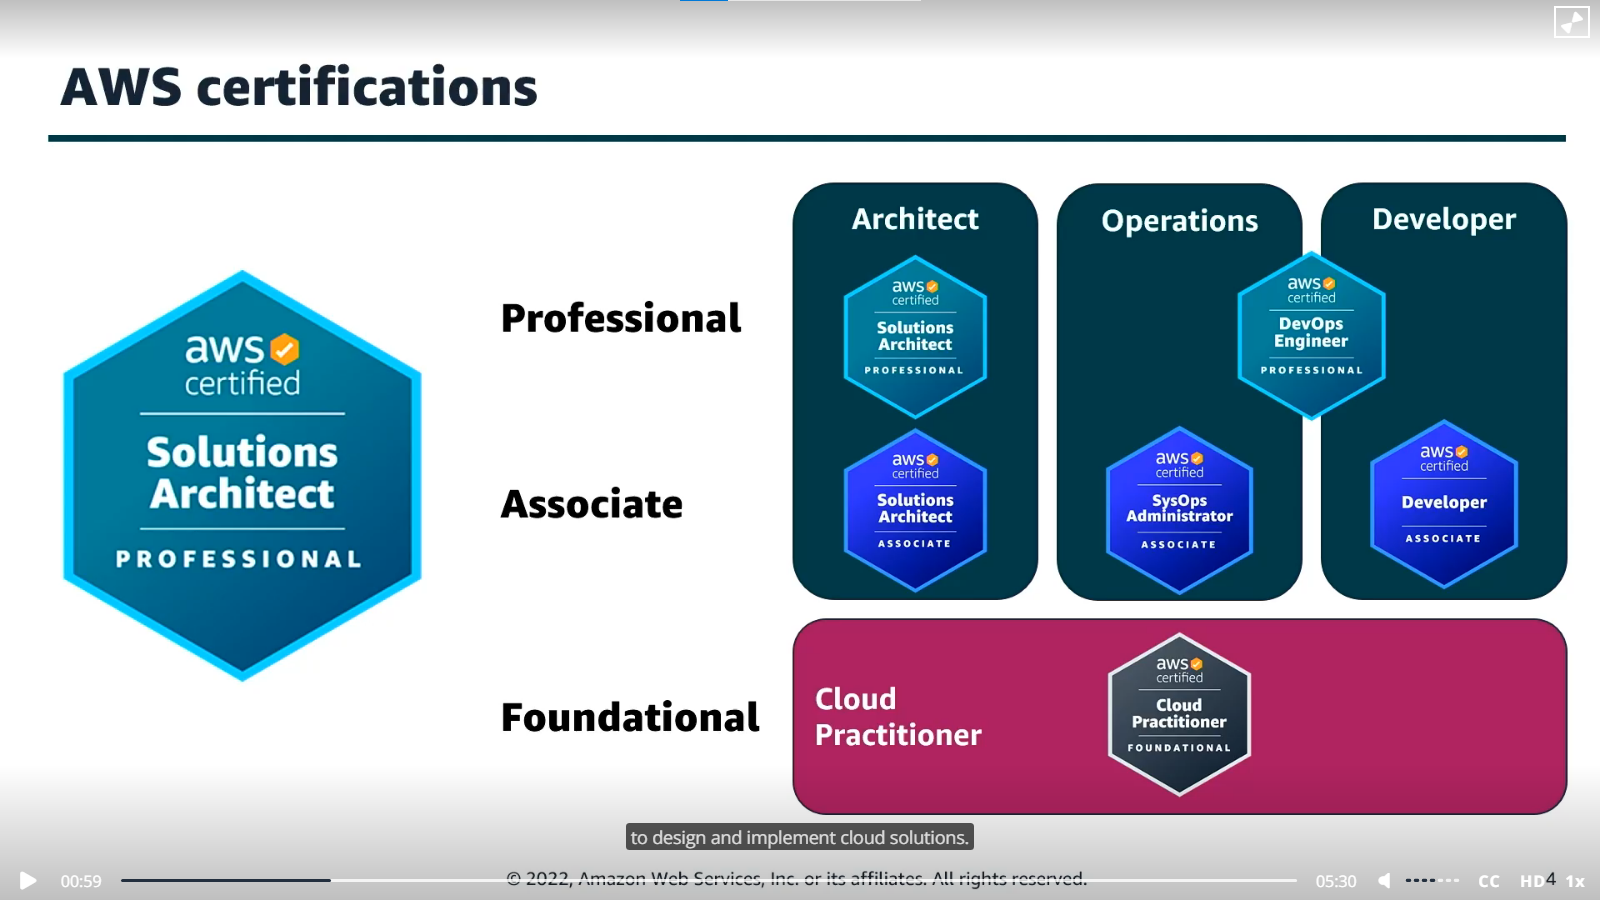 AWS certifications
aws
certified
Solutions
Architect
PROFESSIONAL
Professional
Associate
Foundational
Architect
aws
certified
Solutions
Architect
PROFESSIONAL
aws
certified
Solutions
Architect
ASSOCIATE
Operations
Developer
aws
certified
DevOps
Engineer
PROFESSIONAL
aws
certified
SysOps
Administrator
ASSOCIATE
aws
certified
Developer
ASSOCIATE
Cloud
Practitioner
aws
certified
Cloud
Practitioner
FOUNDATIONAL
to design and implement cloud solutions.
00:59
© 2022, Amazon Web Services, Inc. or its affiliates. All rights reserved.
05:30
CC
HD
4
1x